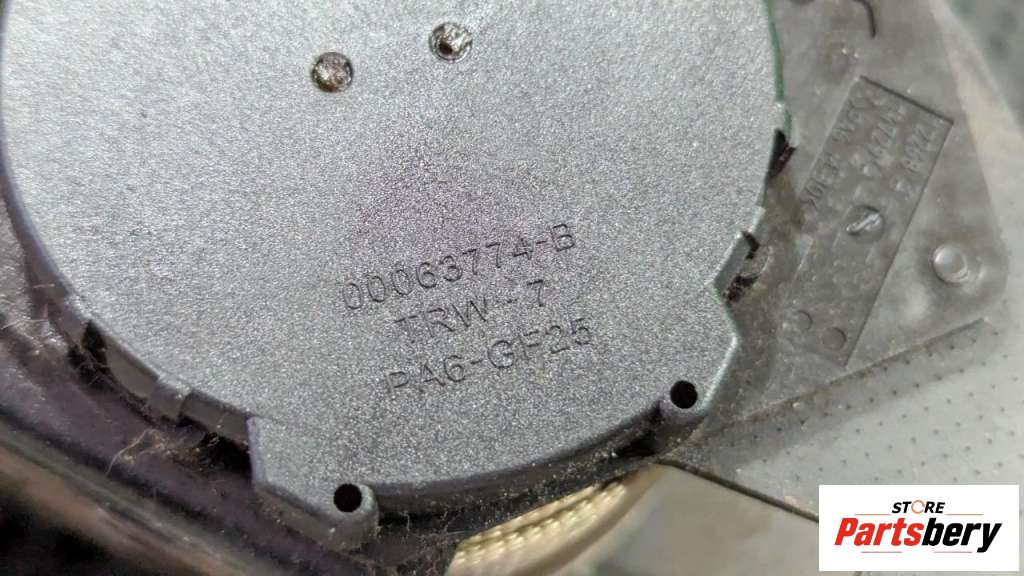 00063774-B
TRW-7
PA6-GF25
STORE
Partsbery